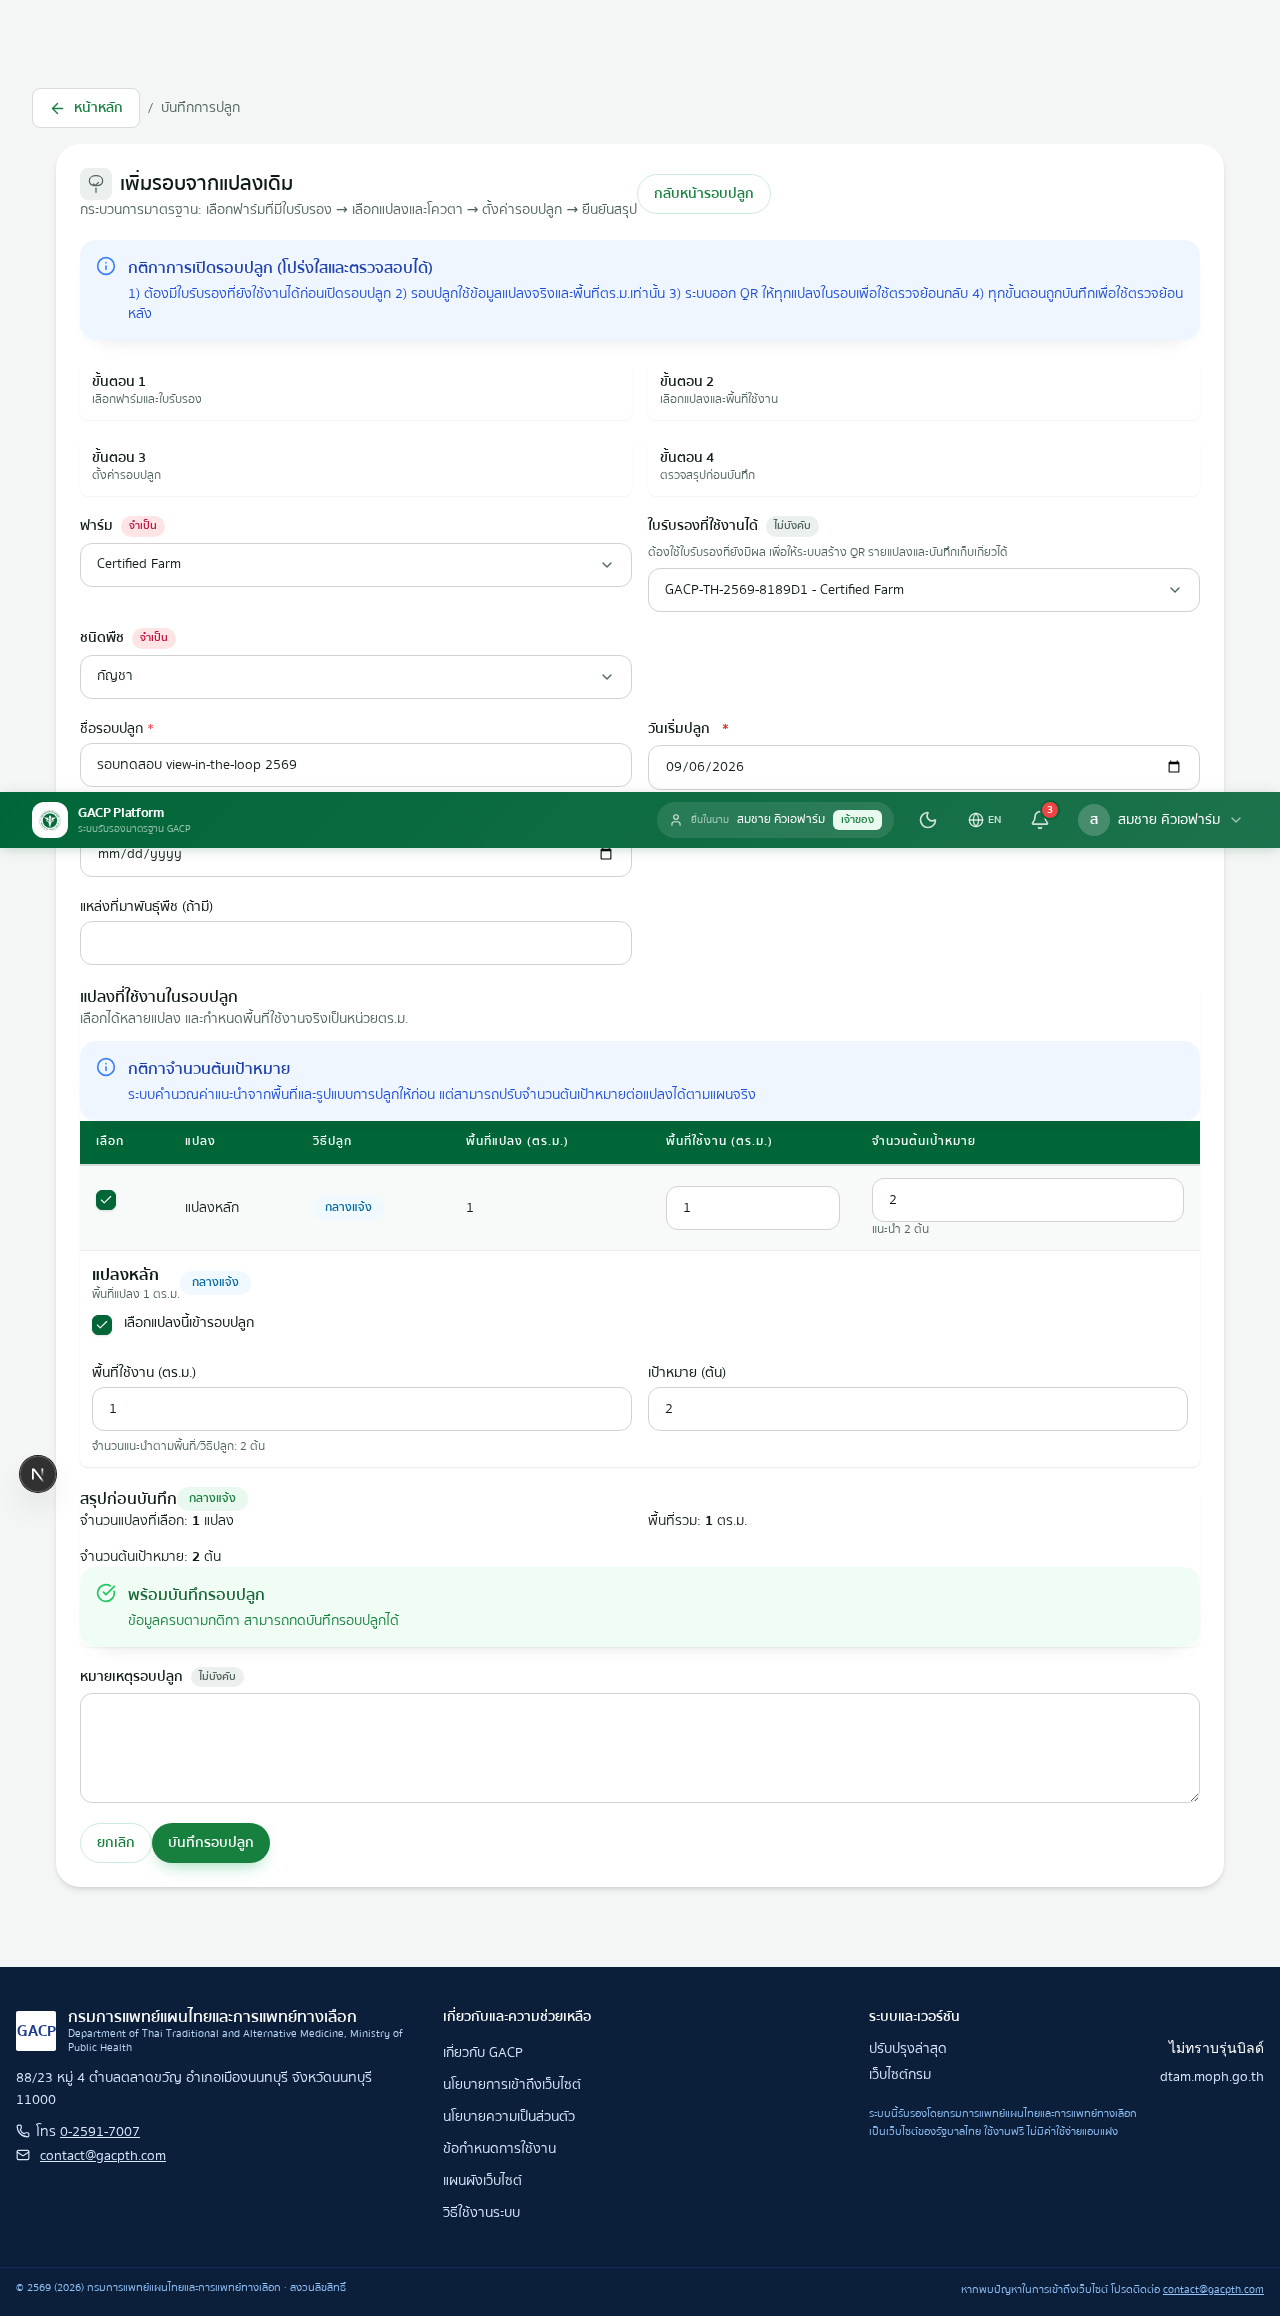 หน้าหลัก / บันทึกการปลูก
เพิ่มรอบจากแปลงเดิม
กระบวนการมาตรฐาน: เลือกฟาร์มที่มีใบรับรอง → เลือกแปลงและโควตา → ตั้งค่ารอบปลูก → ยืนยันสรุป
กลับหน้ารอบปลูก
กติกาการเปิดรอบปลูก (โปร่งใสและตรวจสอบได้)
1) ต้องมีใบรับรองที่ยังใช้งานได้ก่อนเปิดรอบปลูก 2) รอบปลูกใช้ข้อมูลแปลงจริงและพื้นที่ตร.ม.เท่านั้น 3) ระบบออก QR ให้ทุกแปลงในรอบเพื่อใช้ตรวจย้อนกลับ 4) ทุกขั้นตอนถูกบันทึกเพื่อใช้ตรวจย้อน
หลัง
ขั้นตอน 1
เลือกฟาร์มและใบรับรอง
ขั้นตอน 2
เลือกแปลงและพื้นที่ใช้งาน
ขั้นตอน 3
ตั้งค่ารอบปลูก
ขั้นตอน 4
ตรวจสรุปก่อนบันทึก
ฟาร์ม จำเป็น
Certified Farm
ใบรับรองที่ใช้งานได้ ไม่บังคับ
ต้องใช้ใบรับรองที่ยังมีผล เพื่อให้ระบบสร้าง QR รายแปลงและบันทึกเก็บเกี่ยวได้
GACP-TH-2569-8189D1 - Certified Farm
ชนิดพืช จำเป็น
กัญชา
ชื่อรอบปลูก *
รอบทดสอบ view-in-the-loop 2569
วันเริ่มปลูก *
09/06/2026
GACP Platform
ระบบรับรองมาตรฐาน GACP
ยื่นในนาม สมชาย คิวเอฟาร์ม เจ้าของ
EN
3
ส สมชาย คิวเอฟาร์ม
mm/dd/yyyy
แหล่งที่มาพันธุ์พืช (ถ้ามี)
แปลงที่ใช้งานในรอบปลูก
เลือกได้หลายแปลง และกำหนดพื้นที่ใช้งานจริงเป็นหน่วยตร.ม.
กติกาจำนวนต้นเป้าหมาย
ระบบคำนวณค่าแนะนำจากพื้นที่และรูปแบบการปลูกให้ก่อน แต่สามารถปรับจำนวนต้นเป้าหมายต่อแปลงได้ตามแผนจริง
เลือก แปลง วิธีปลูก พื้นที่แปลง (ตร.ม.) พื้นที่ใช้งาน (ตร.ม.) จำนวนต้นเป้าหมาย
แปลงหลัก กลางแจ้ง 1 1 2
แนะนำ 2 ต้น
แปลงหลัก
พื้นที่แปลง 1 ตร.ม.
กลางแจ้ง
เลือกแปลงนี้เข้ารอบปลูก
พื้นที่ใช้งาน (ตร.ม.)
1
เป้าหมาย (ต้น)
2
จำนวนแนะนำตามพื้นที่/วิธีปลูก: 2 ต้น
N
สรุปก่อนบันทึก กลางแจ้ง
จำนวนแปลงที่เลือก: 1 แปลง
พื้นที่รวม: 1 ตร.ม.
จำนวนต้นเป้าหมาย: 2 ต้น
พร้อมบันทึกรอบปลูก
ข้อมูลครบตามกติกา สามารถกดบันทึกรอบปลูกได้
หมายเหตุรอบปลูก ไม่บังคับ
ยกเลิก บันทึกรอบปลูก
GACP
กรมการแพทย์แผนไทยและการแพทย์ทางเลือก
Department of Thai Traditional and Alternative Medicine, Ministry of
Public Health
88/23 หมู่ 4 ตำบลตลาดขวัญ อำเภอเมืองนนทบุรี จังหวัดนนทบุรี
11000
โทร 0-2591-7007
contact@gacpth.com
เกี่ยวกับและความช่วยเหลือ
เกี่ยวกับ GACP
นโยบายการเข้าถึงเว็บไซต์
นโยบายความเป็นส่วนตัว
ข้อกำหนดการใช้งาน
แผนผังเว็บไซต์
วิธีใช้งานระบบ
ระบบและเวอร์ชัน
ปรับปรุงล่าสุด ไม่ทราบรุ่นบิลด์
เว็บไซต์กรม dtam.moph.go.th
ระบบนี้รับรองโดยกรมการแพทย์แผนไทยและการแพทย์ทางเลือก
เป็นเว็บไซต์ของรัฐบาลไทย ใช้งานฟรี ไม่มีค่าใช้จ่ายแอบแฝง
© 2569 (2026) กรมการแพทย์แผนไทยและการแพทย์ทางเลือก · สงวนลิขสิทธิ์
หากพบปัญหาในการเข้าถึงเว็บไซต์ โปรดติดต่อ contact@gacpth.com